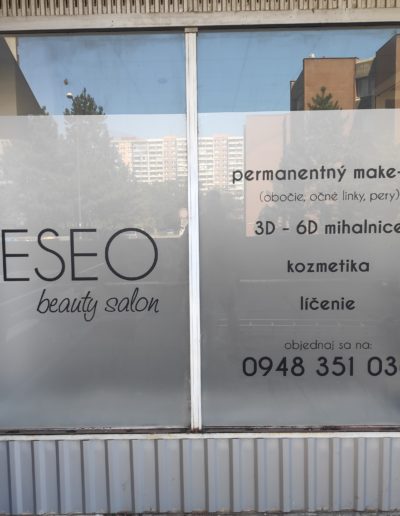 ESEO
beauty salon
permanentný make-
(obočie, očné linky, pery)
3D - 6D mihalnice
kozmetika
líčenie
objednaj sa na:
0948 351 03